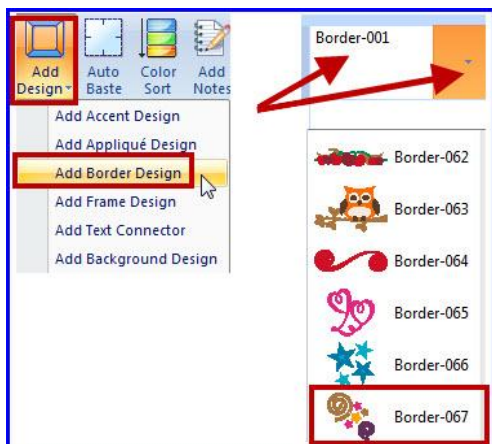 Add Design
Auto Baste
Color Sort
Add Notes
Add Accent Design
Add Appliqué Design
Add Border Design
Add Frame Design
Add Text Connector
Add Background Design
Border-001
Border-062
Border-063
Border-064
Border-065
Border-066
Border-067